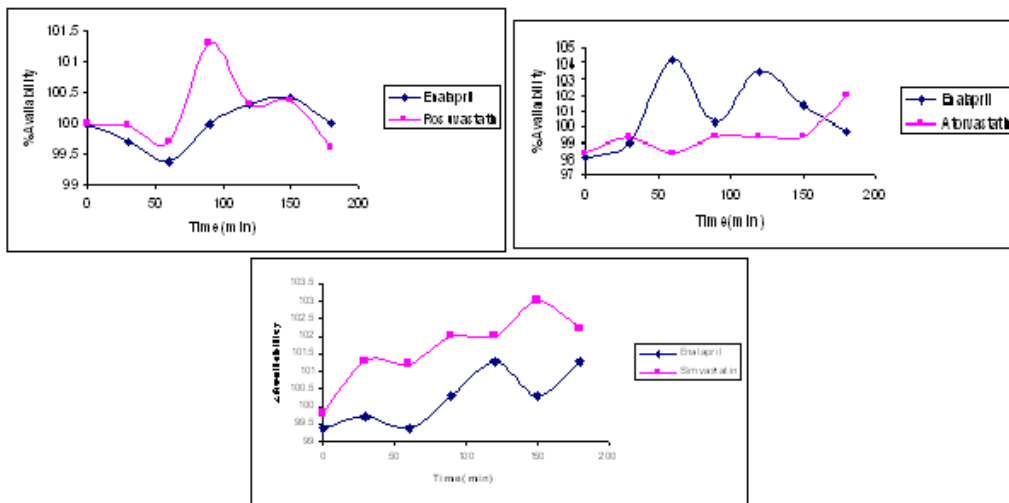 101.5
101
100.5
100
99.5
99
%Availability
0 50 100 150 200
Time(min)
Enalapril
Rosuvastatin
105
104
103
102
101
100
99
98
97
%Availability
0 50 100 150 200
Time(min)
Enalapril
Atorvastatin
103.5
103
102.5
102
101.5
101
100.5
100
99.5
99
%Availability
0 50 100 150 200
Time(min)
Enalapril
Simvastatin